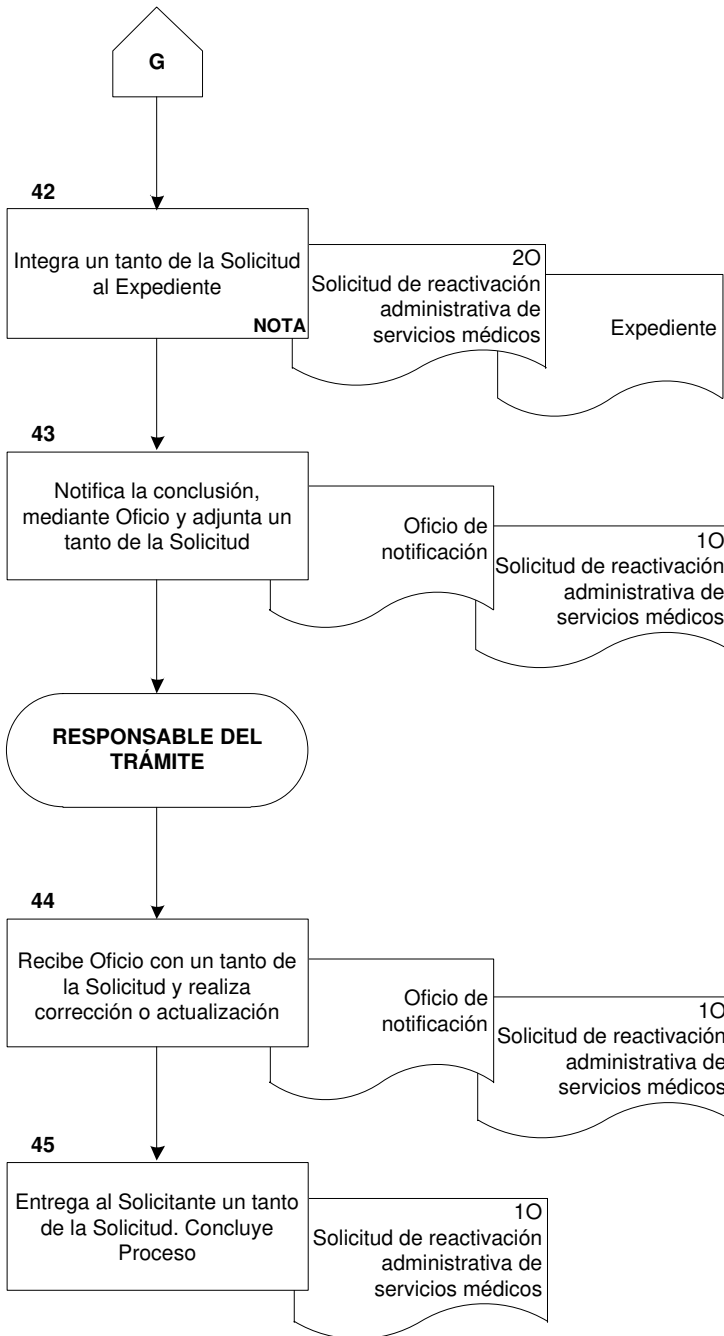 G
42
Integra un tanto de la Solicitud
al Expediente
NOTA
2O
Solicitud de reactivación
administrativa de
servicios médicos
Expediente
43
Notifica la conclusión,
mediante Oficio y adjunta un
tanto de la Solicitud
Oficio de
notificación
1O
Solicitud de reactivación
administrativa de
servicios médicos
RESPONSABLE DEL
TRÁMITE
44
Recibe Oficio con un tanto de
la Solicitud y realiza
corrección o actualización
Oficio de
notificación
1O
Solicitud de reactivación
administrativa de
servicios médicos
45
Entrega al Solicitante un tanto
de la Solicitud. Concluye
Proceso
1O
Solicitud de reactivación
administrativa de
servicios médicos